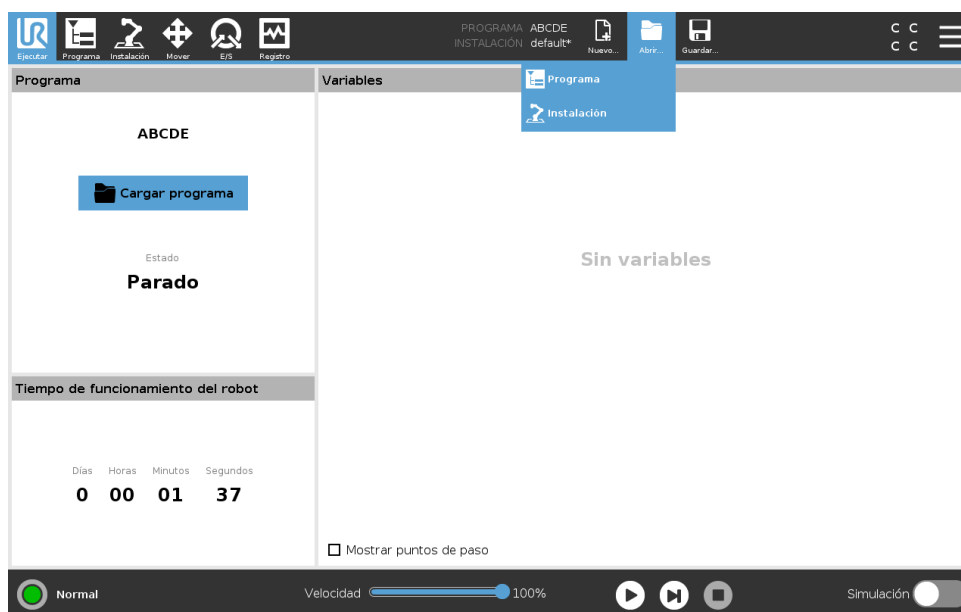 UR
Ejecutar
Programa
Instalación
Mover
E/S
Registro
PROGRAMA ABCDE
INSTALACIÓN default*
Nuevo...
Abrir...
Guardar...
C C
C C
Programa
Instalación
Programa
ABCDE
Cargar programa
Estado
Parado
Variables
Sin variables
Tiempo de funcionamiento del robot
Días Horas Minutos Segundos
0 00 01 37
Mostrar puntos de paso
Normal
Velocidad 100%
Simulación